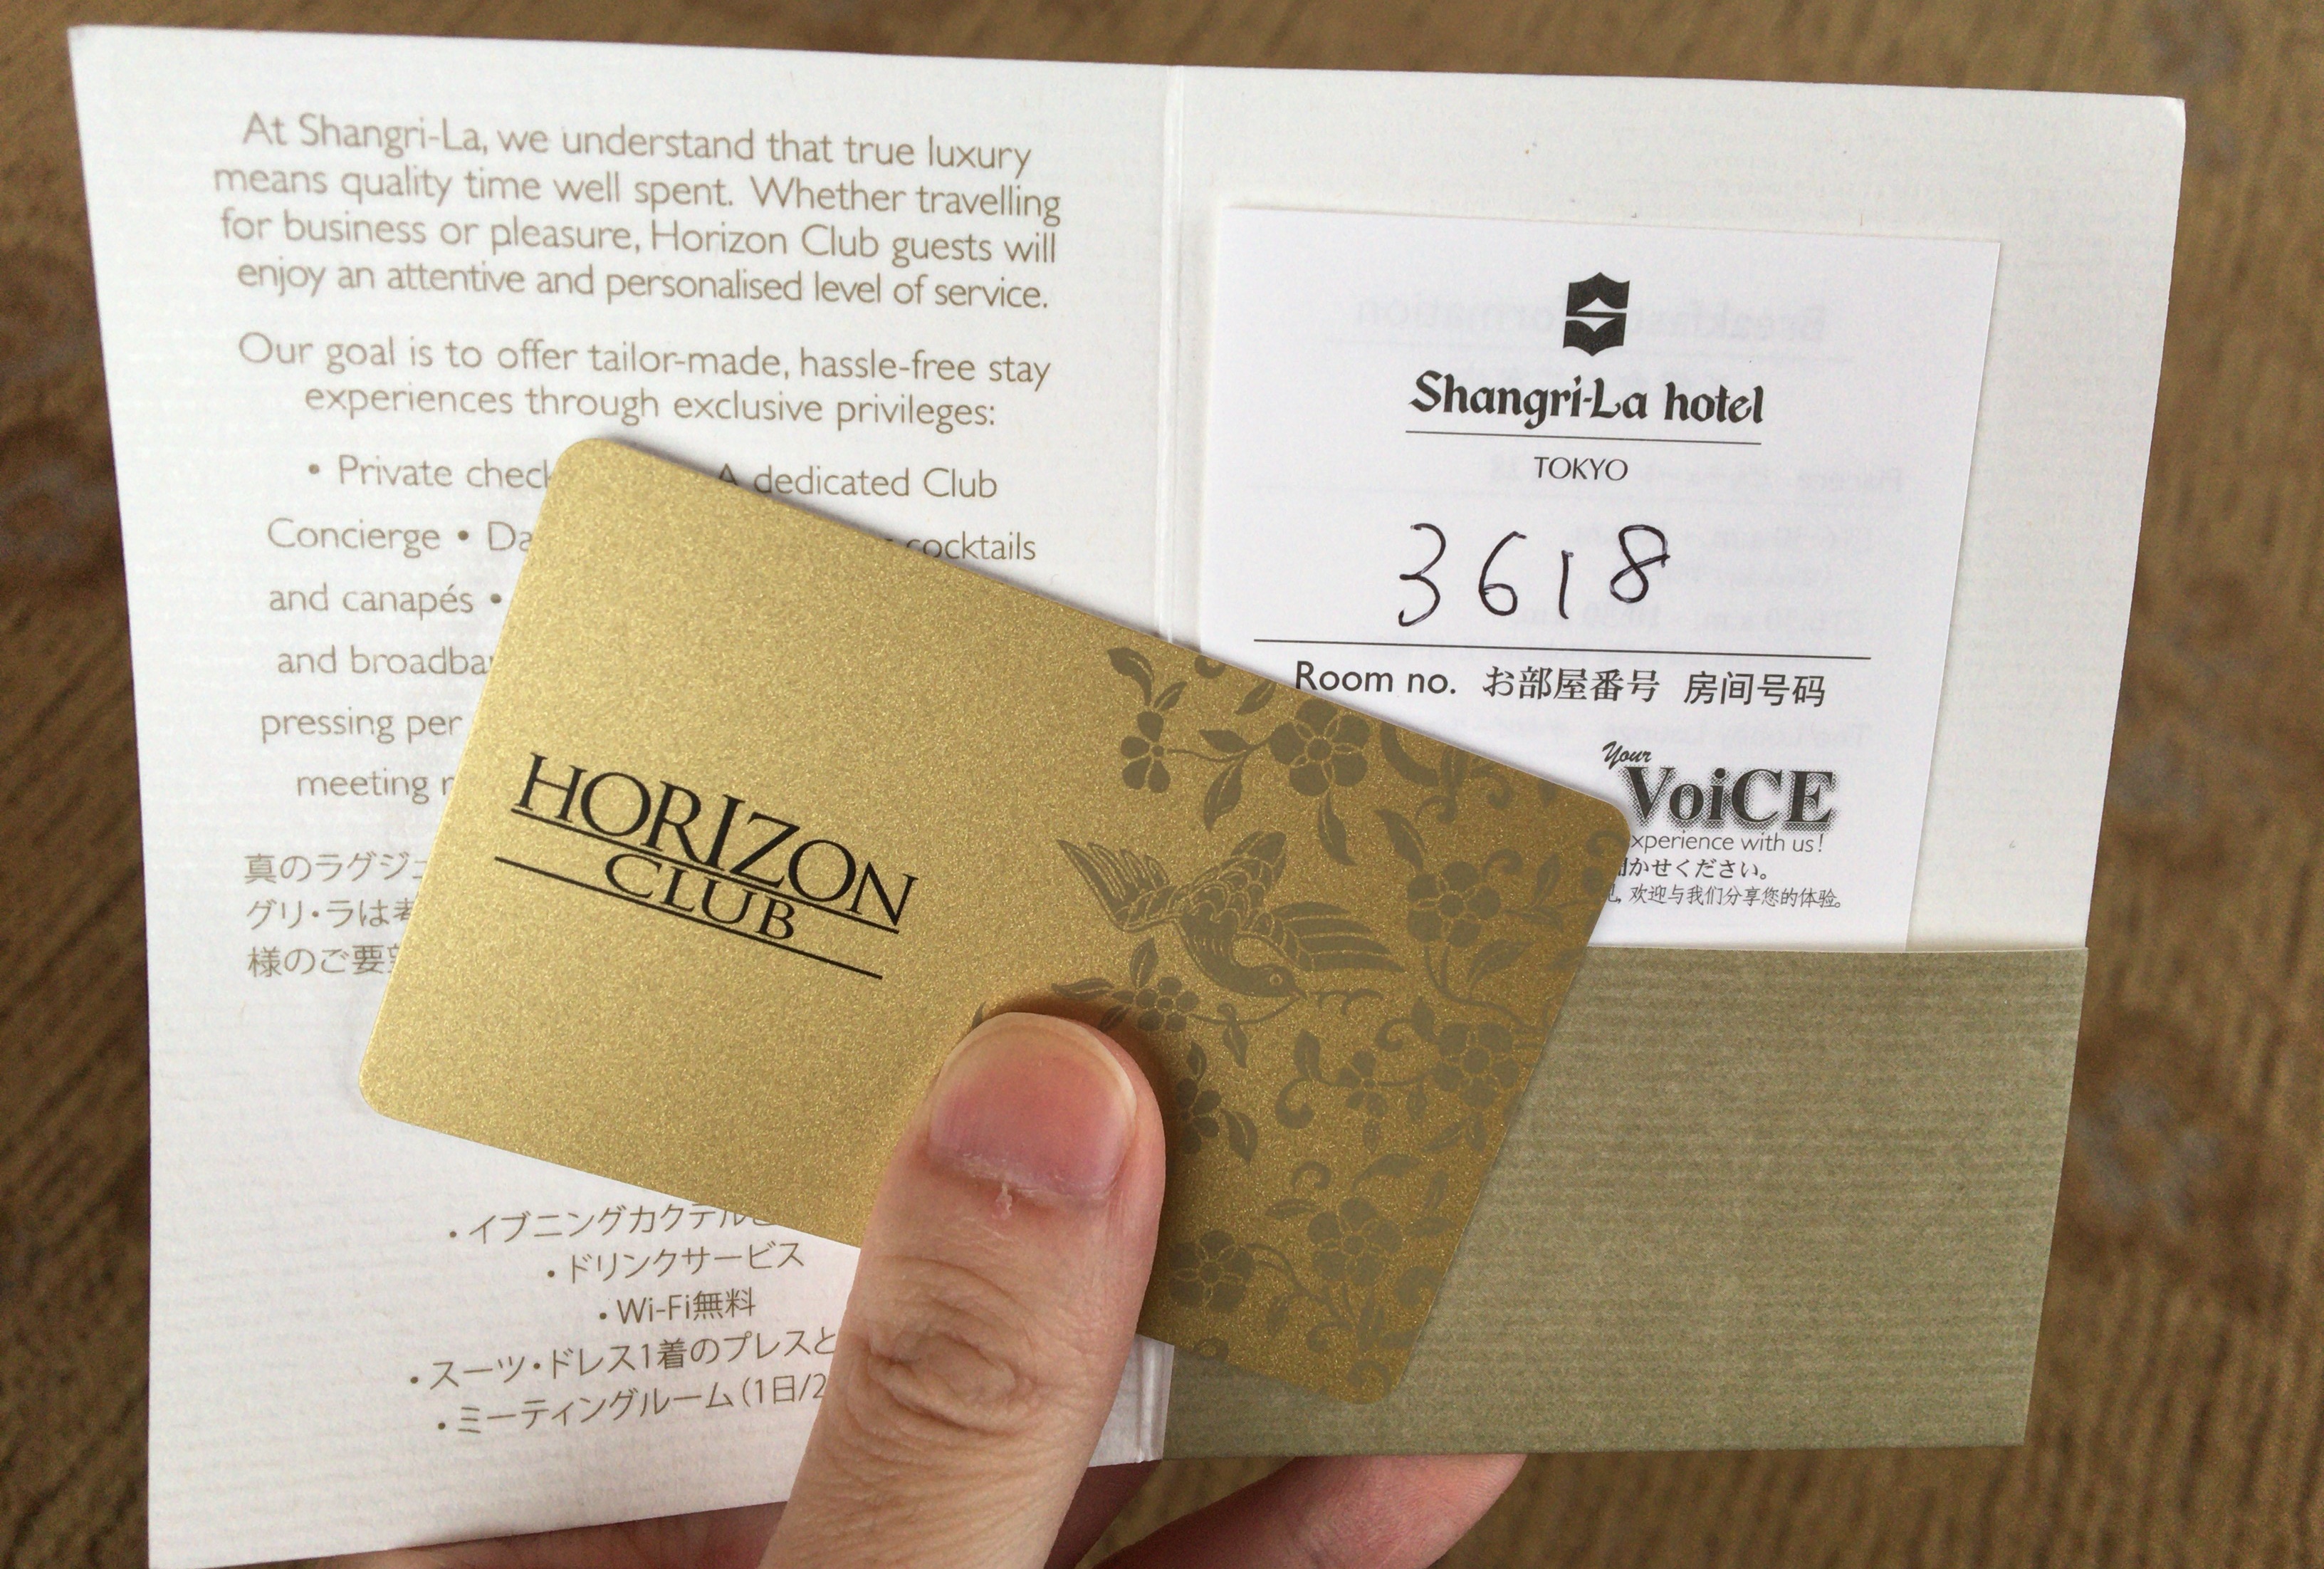 At Shangri-La, we understand that true luxury
means quality time well spent. Whether travelling
for business or pleasure, Horizon Club guests will
enjoy an attentive and personalised level of service.
Our goal is to offer tailor-made, hassle-free stay
experiences through exclusive privileges:
• Private check A dedicated Club
Concierge • Da cocktails
and canapés •
and broadba
pressing per
meeting r
真のラグジュ
グリ・ラは考
様のご要望
・イブニングカクテル
・ドリンクサービス
・Wi-Fi無料
・スーツ・ドレス1着のプレスと
・ミーティングルーム(1日/2
HORIZON
CLUB
Shangri-La hotel
TOKYO
3618
Room no. お部屋番号 房间号码
Your
VoiCE
xperience with us!
かせください。
欢迎与我们分享您的体验。